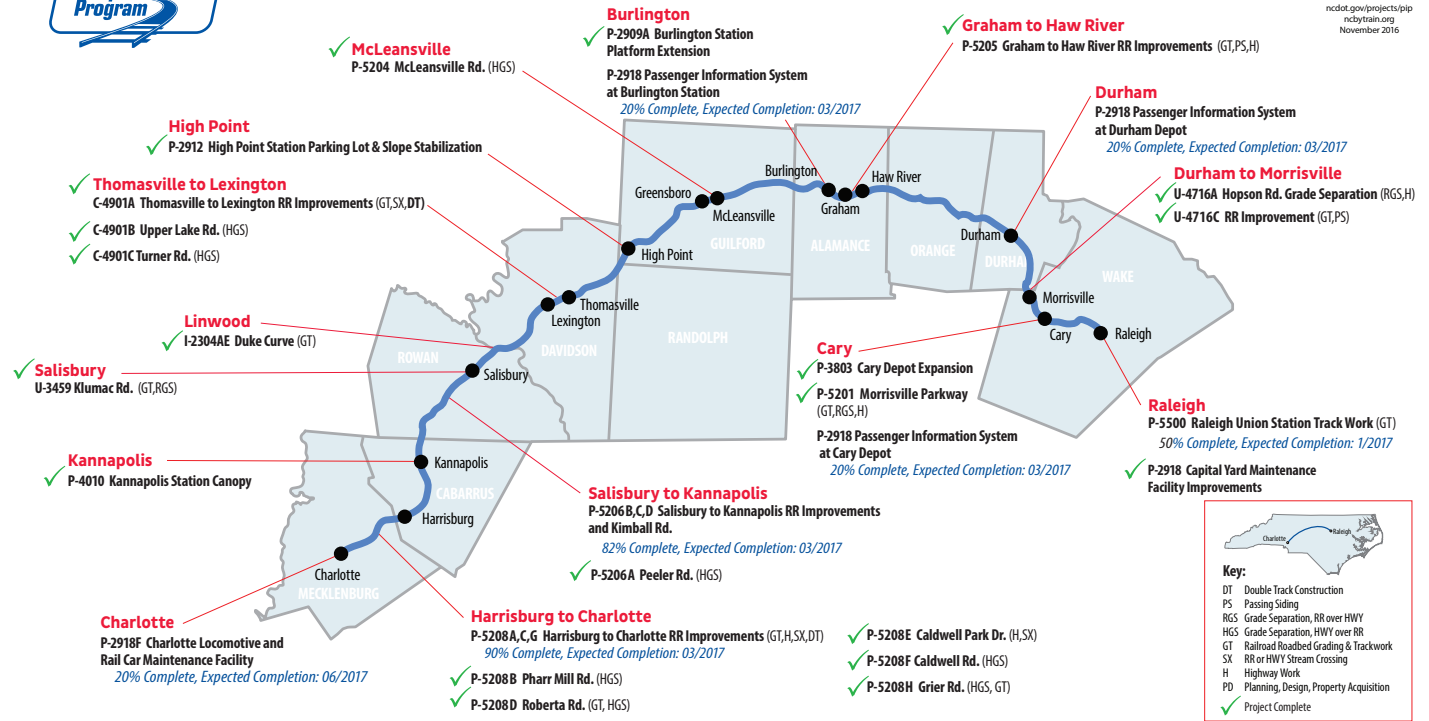 Program
ncdot.gov/projects/pip
ncbytrain.org
November 2016
Burlington
P-2909A Burlington Station
Platform Extension
P-2918 Passenger Information System
at Burlington Station
20% Complete, Expected Completion: 03/2017
Graham to Haw River
P-5205 Graham to Haw River RR Improvements (GT,PS,H)
McLeansville
P-5204 McLeansville Rd. (HGS)
Durham
P-2918 Passenger Information System
at Durham Depot
20% Complete, Expected Completion: 03/2017
High Point
P-2912 High Point Station Parking Lot & Slope Stabilization
Durham to Morrisville
U-4716A Hopson Rd. Grade Separation (RGS,H)
U-4716C RR Improvement (GT,PS)
Thomasville to Lexington
C-4901A Thomasville to Lexington RR Improvements (GT,SX,DT)
C-4901B Upper Lake Rd. (HGS)
C-4901C Turner Rd. (HGS)
Linwood
I-2304AE Duke Curve (GT)
Salisbury
U-3459 Klumac Rd. (GT,RGS)
Kannapolis
P-4010 Kannapolis Station Canopy
Burlington
Haw River
Greensboro
McLeansville
Graham
GUILFORD
ALAMANCE
ORANGE
Durham
DURHA
WAKE
High Point
Morrisville
Thomasville
Lexington
Cary
Raleigh
RANDOLPH
DAVIDSON
ROWAN
Salisbury
Kannapolis
CABARRUS
Harrisburg
Charlotte
MECKLENBURG
Cary
P-3803 Cary Depot Expansion
P-5201 Morrisville Parkway
(GT,RGS,H)
P-2918 Passenger Information System
at Cary Depot
20% Complete, Expected Completion: 03/2017
Raleigh
P-5500 Raleigh Union Station Track Work (GT)
50% Complete, Expected Completion: 1/2017
P-2918 Capital Yard Maintenance
Facility Improvements
Salisbury to Kannapolis
P-5206B,C,D Salisbury to Kannapolis RR Improvements
and Kimball Rd.
82% Complete, Expected Completion: 03/2017
P-5206A Peeler Rd. (HGS)
Charlotte
P-2918F Charlotte Locomotive and
Rail Car Maintenance Facility
20% Complete, Expected Completion: 06/2017
Harrisburg to Charlotte
P-5208A,C,G Harrisburg to Charlotte RR Improvements (GT,H,SX,DT)
90% Complete, Expected Completion: 03/2017
P-5208B Pharr Mill Rd. (HGS)
P-5208D Roberta Rd. (GT, HGS)
P-5208E Caldwell Park Dr. (H,SX)
P-5208F Caldwell Rd. (HGS)
P-5208H Grier Rd. (HGS, GT)
Charlotte
Raleigh
Key:
DT Double Track Construction
PS Passing Siding
RGS Grade Separation, RR over HWY
HGS Grade Separation, HWY over RR
GT Railroad Roadbed Grading & Trackwork
SX RR or HWY Stream Crossing
H Highway Work
PD Planning, Design, Property Acquisition
Project Complete